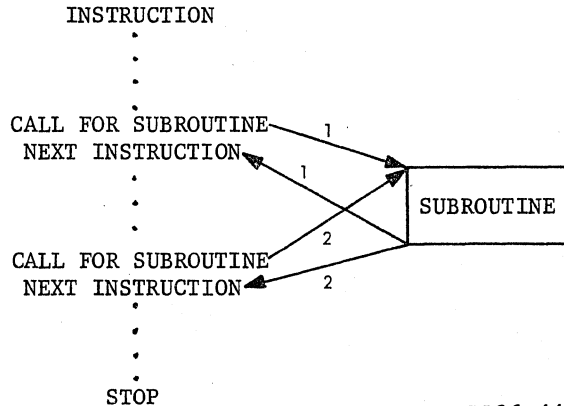 INSTRUCTION
CALL FOR SUBROUTINE
1
NEXT INSTRUCTION
1
SUBROUTINE
2
CALL FOR SUBROUTINE
NEXT INSTRUCTION
2
STOP